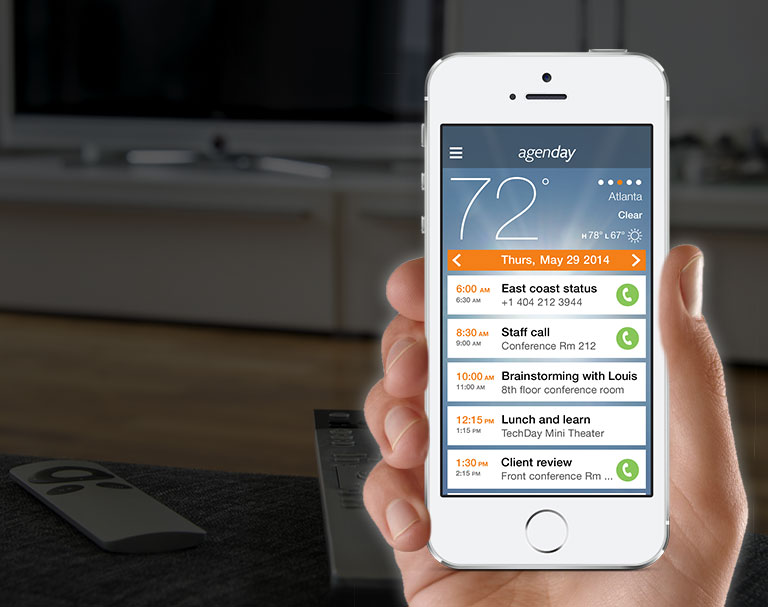 agenday
72°
Atlanta
Clear
H 78° L 67°
Thurs, May 29 2014
6:00 AM East coast status
6:30 AM +1 404 212 3944
8:30 AM Staff call
9:00 AM Conference Rm 212
10:00 AM Brainstorming with Louis
11:00 AM 8th floor conference room
12:15 PM Lunch and learn
1:15 PM TechDay Mini Theater
1:30 PM Client review
2:15 PM Front conference Rm ...